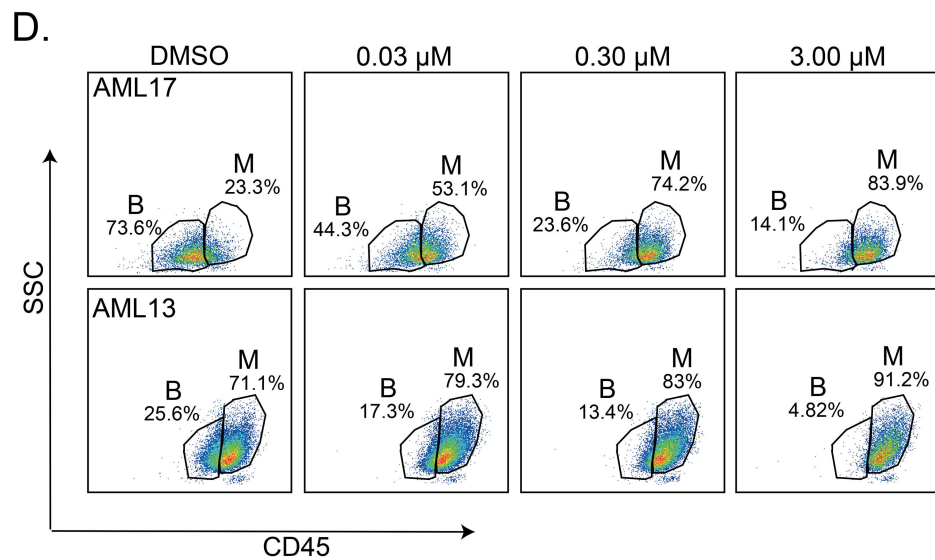 D.
DMSO 0.03 µM 0.30 µM 3.00 µM
AML17
B
73.6%
M
23.3%
B
44.3%
M
53.1%
B
23.6%
M
74.2%
B
14.1%
M
83.9%
AML13
B
25.6%
M
71.1%
B
17.3%
M
79.3%
B
13.4%
M
83%
B
4.82%
M
91.2%
SSC
CD45